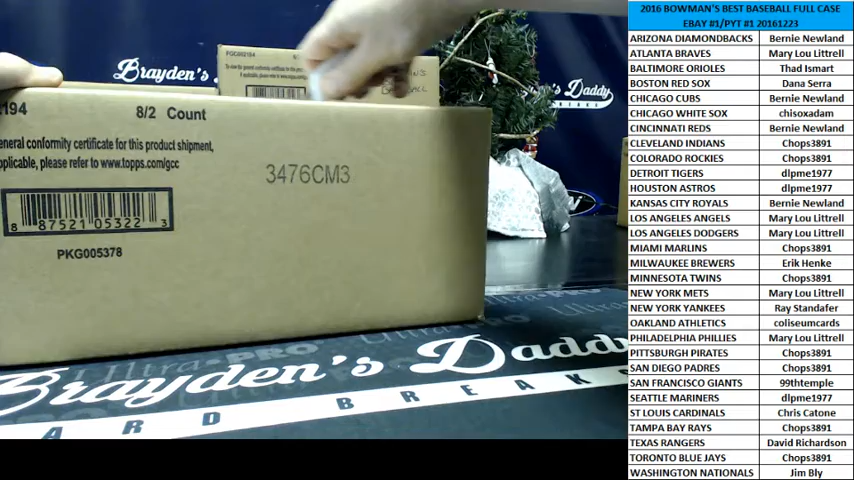 2016 BOWMAN'S BEST BASEBALL FULL CASE
EBAY #1/PYT #1 20161223
ARIZONA DIAMONDBACKS Bernie Newland
ATLANTA BRAVES Mary Lou Littrell
BALTIMORE ORIOLES Thad Ismart
BOSTON RED SOX Dana Serra
CHICAGO CUBS Bernie Newland
CHICAGO WHITE SOX chisoxadam
CINCINNATI REDS Bernie Newland
CLEVELAND INDIANS Chops3891
COLORADO ROCKIES Chops3891
DETROIT TIGERS dlpme1977
HOUSTON ASTROS dlpme1977
KANSAS CITY ROYALS Bernie Newland
LOS ANGELES ANGELS Mary Lou Littrell
LOS ANGELES DODGERS Mary Lou Littrell
MIAMI MARLINS Chops3891
MILWAUKEE BREWERS Erik Henke
MINNESOTA TWINS Chops3891
NEW YORK METS Mary Lou Littrell
NEW YORK YANKEES Ray Standafer
OAKLAND ATHLETICS coliseumcards
PHILADELPHIA PHILLIES Mary Lou Littrell
PITTSBURGH PIRATES Chops3891
SAN DIEGO PADRES Chops3891
SAN FRANCISCO GIANTS 99thtemple
SEATTLE MARINERS dlpme1977
ST LOUIS CARDINALS Chris Catone
TAMPA BAY RAYS Chops3891
TEXAS RANGERS David Richardson
TORONTO BLUE JAYS Chops3891
WASHINGTON NATIONALS Jim Bly
Brayden's
Daddy
194 8/2 Count
eneral conformity certificate for this product shipment,
applicable, please refer to www.topps.com/gcc
3476CM3
8 87521 05322 3
PKG005378
Ultra PRO
Brayden's Daddy
ARD BREAKS